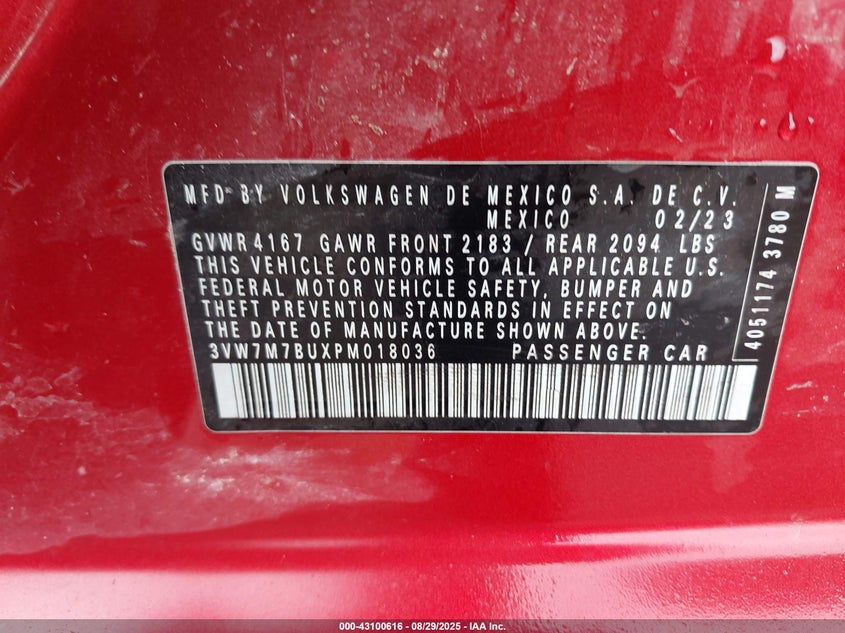 MFD BY VOLKSWAGEN DE MEXICO S.A. DE C.V.
MEXICO 02/23
GVWR 4167 GAWR FRONT 2183 / REAR 2094 LBS
THIS VEHICLE CONFORMS TO ALL APPLICABLE U.S.
FEDERAL MOTOR VEHICLE SAFETY, BUMPER AND
THEFT PREVENTION STANDARDS IN EFFECT ON
THE DATE OF MANUFACTURE SHOWN ABOVE.
3VW7M7BUXPM018036 PASSENGER CAR
4051174 3780 M
000-43100616 - 08/29/2025 - IAA Inc.